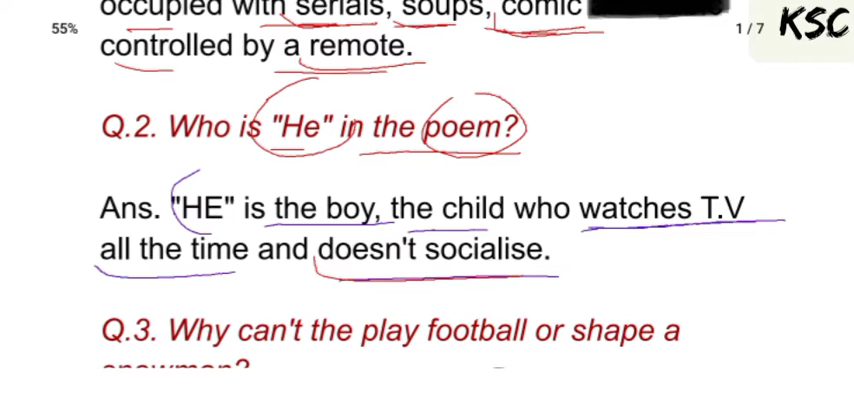 occupied with serials, soups, comic
55%
1 / 7
KSC
controlled by a remote.
Q.2. Who is "He" in the poem?
Ans. "HE" is the boy, the child who watches T.V
all the time and doesn't socialise.
Q.3. Why can't the play football or shape a
snowman?